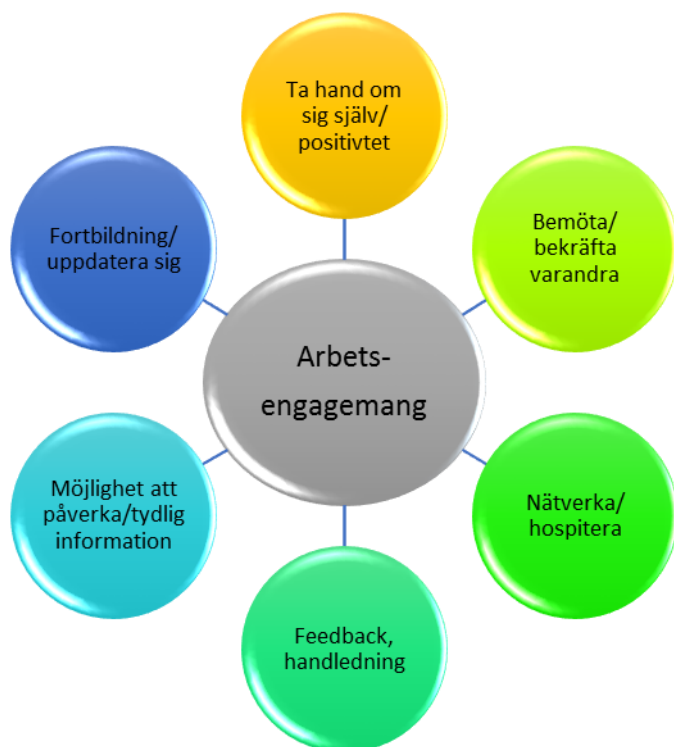 Ta hand om
sig själv/
positivtet
Fortbildning/
uppdatera sig
Bemöta/
bekräfta
varandra
Arbets-
engagemang
Möjlighet att
påverka/tydlig
information
Nätverka/
hospitera
Feedback,
handledning